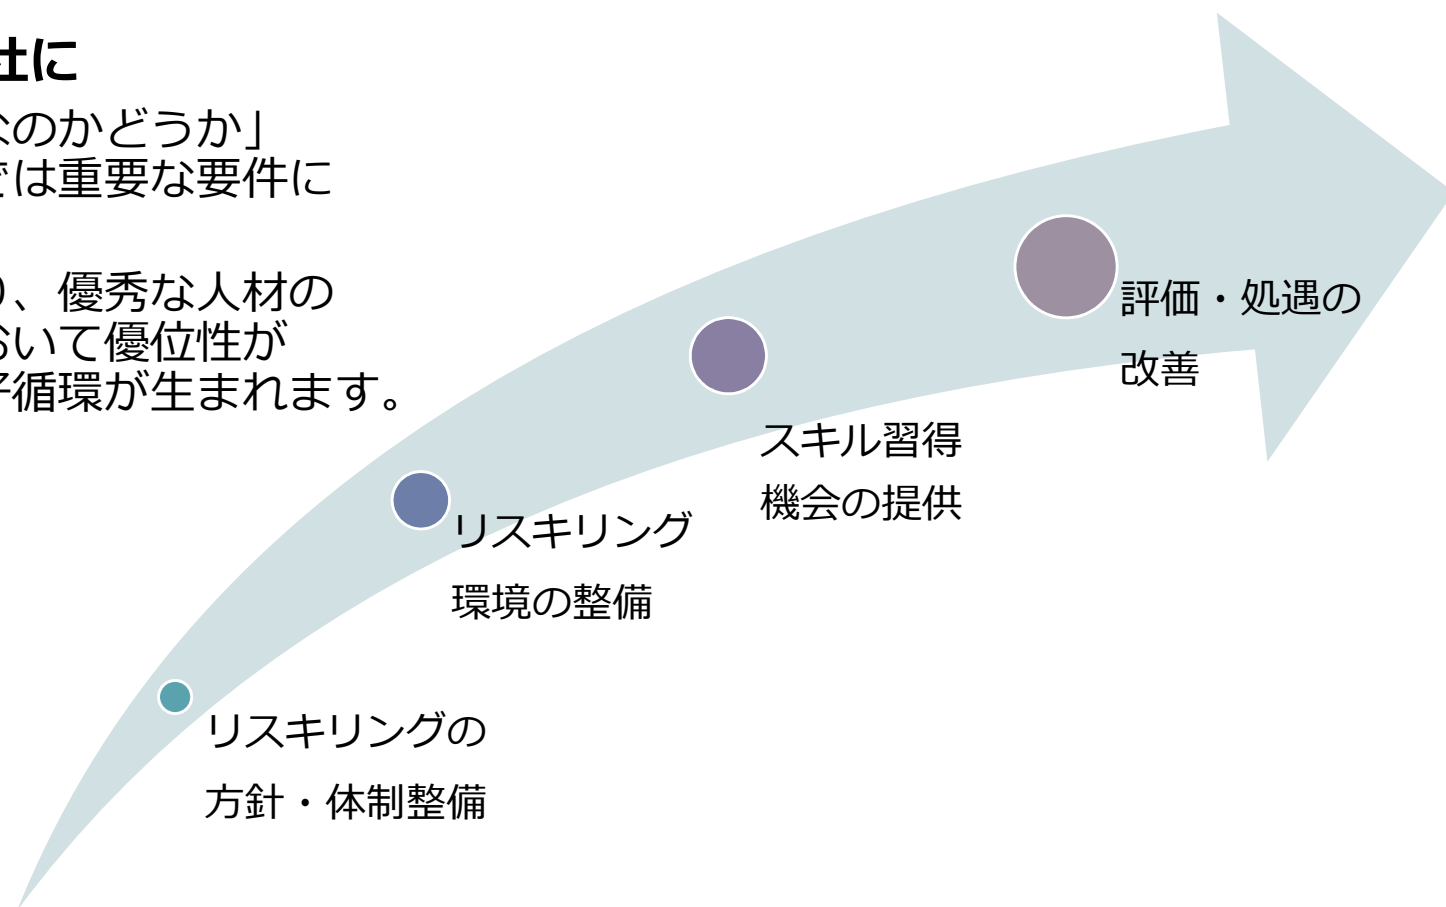 社に
なのかどうか」
では重要な要件に
り、優秀な人材の
おいて優位性が
好循環が生まれます。
評価・処遇の
改善
スキル習得
機会の提供
リスキリング
環境の整備
リスキリングの
方針・体制整備